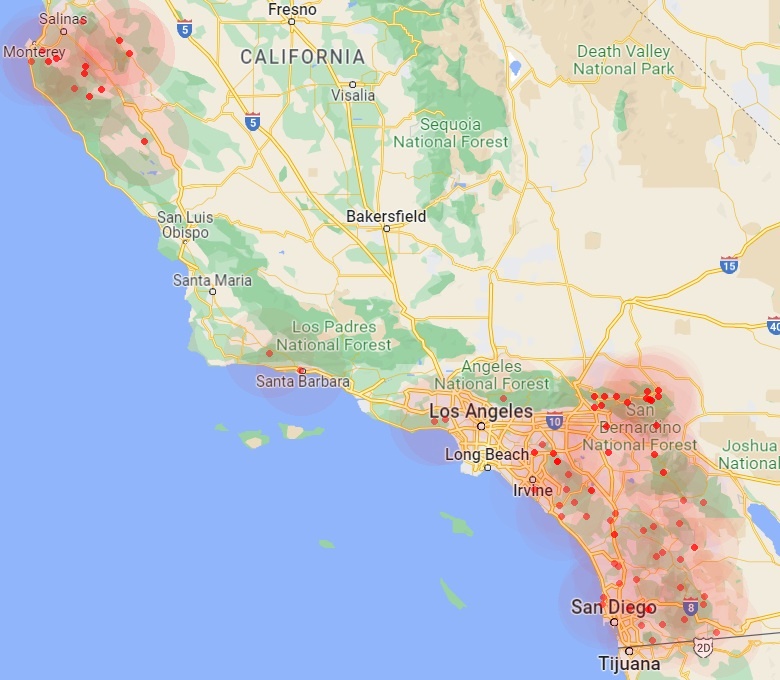 Fresno
Salinas
5
Monterey
CALIFORNIA
Death Valley
National Park
Visalia
5
Sequoia
National Forest
San Luis
Obispo
Bakersfield
15
Santa Maria
40
Los Padres
National Forest
Santa Barbara
Angeles
National Forest
Los Angeles
10
San
Bernardino
National Forest
Joshua
National
Long Beach
Irvine
San Diego
8
2D
Tijuana